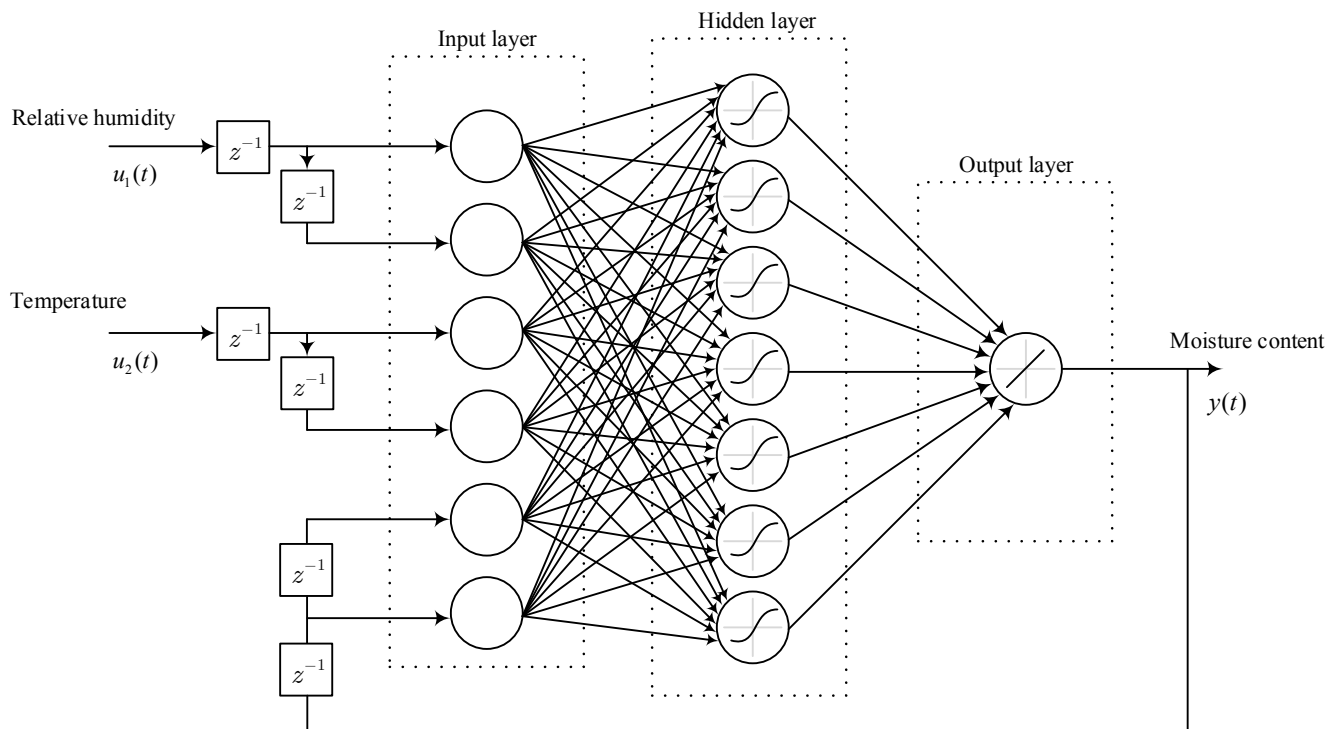 Hidden layer
Input layer
Relative humidity
z⁻¹
u₁(t)
z⁻¹
Output layer
Temperature
z⁻¹
u₂(t)
z⁻¹
Moisture content
y(t)
z⁻¹
z⁻¹